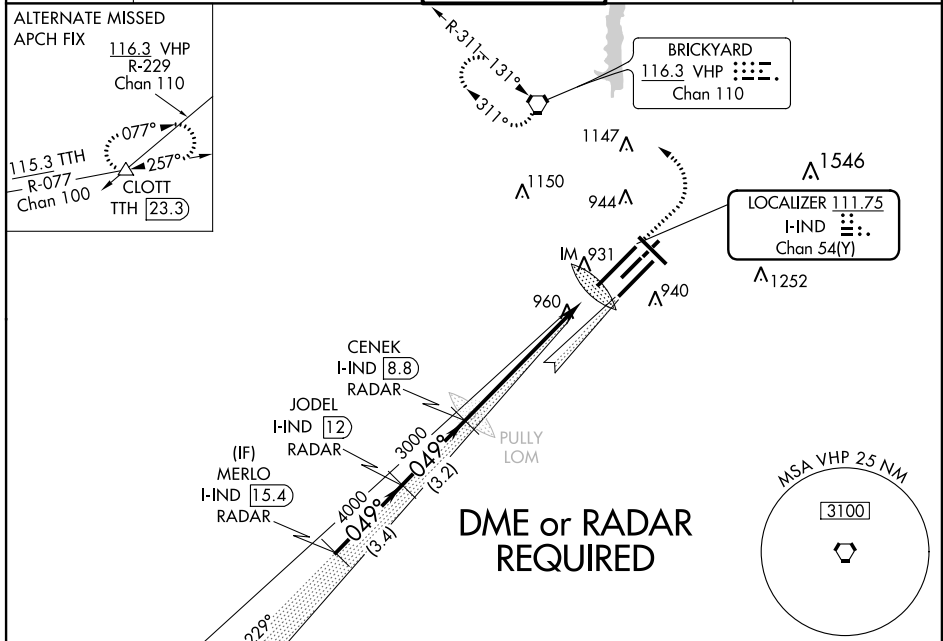 ALTERNATE MISSED
APCH FIX
116.3 VHP
R-229
Chan 110
077°
257°
115.3 TTH
R-077
Chan 100
CLOTT
TTH 23.3
R-311
131°
311°
BRICKYARD
116.3 VHP
Chan 110
1147
1546
1150
944
LOCALIZER 111.75
I-IND
Chan 54(Y)
IM
931
1252
940
960
CENEK
I-IND 8.8
RADAR
JODEL
I-IND 12
RADAR
(IF)
MERLO
I-IND 15.4
RADAR
3000
049°
(3.2)
4000
049°
(3.4)
PULLY
LOM
229°
DME or RADAR
REQUIRED
MSA VHP 25 NM
3100